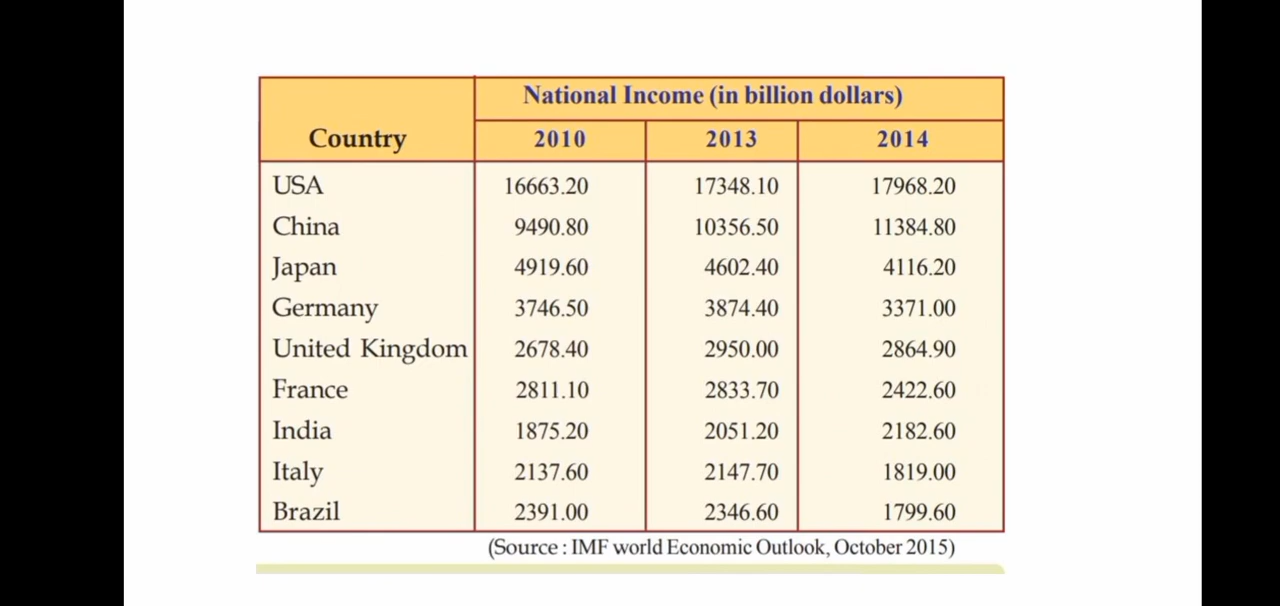 National Income (in billion dollars)
Country 2010 2013 2014
USA 16663.20 17348.10 17968.20
China 9490.80 10356.50 11384.80
Japan 4919.60 4602.40 4116.20
Germany 3746.50 3874.40 3371.00
United Kingdom 2678.40 2950.00 2864.90
France 2811.10 2833.70 2422.60
India 1875.20 2051.20 2182.60
Italy 2137.60 2147.70 1819.00
Brazil 2391.00 2346.60 1799.60
(Source : IMF world Economic Outlook, October 2015)